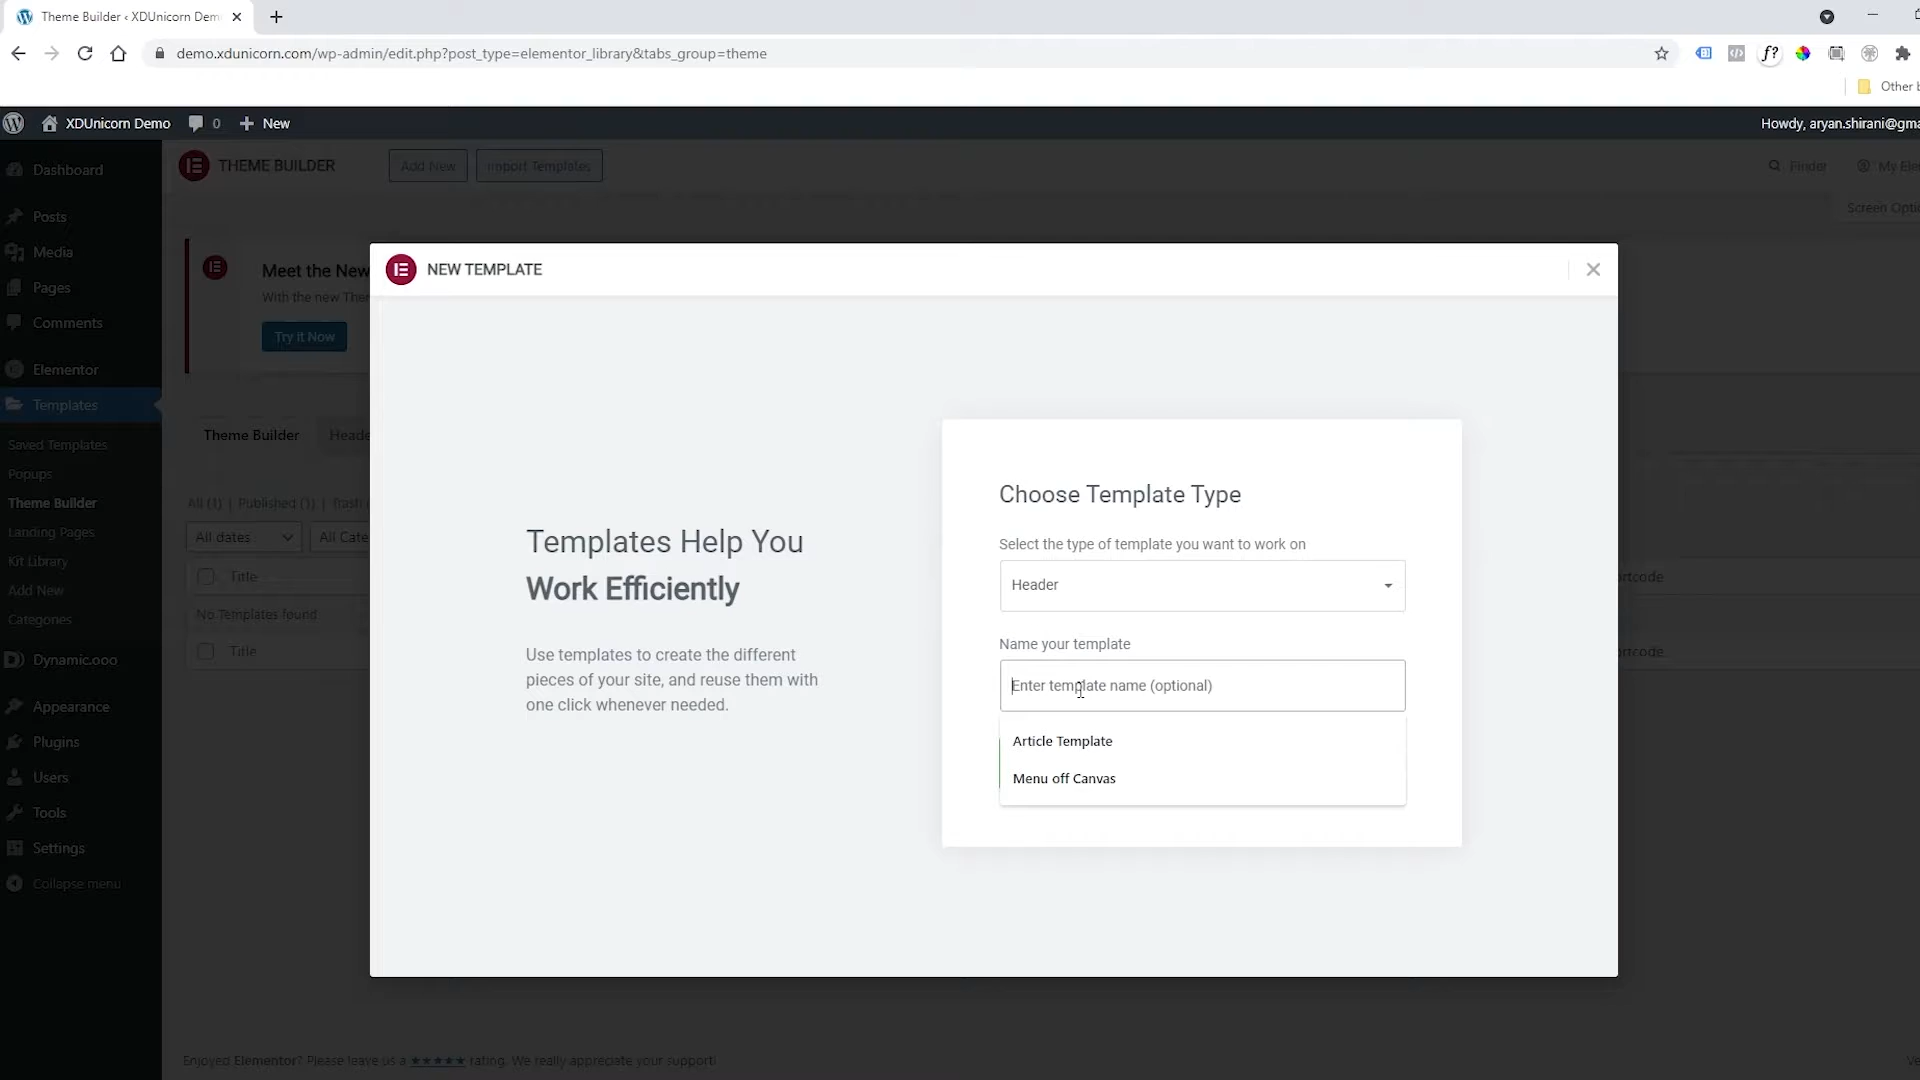 Theme Builder ‹ XDUnicorn Dem
demo.xdunicorn.com/wp-admin/edit.php?post_type=elementor_library&tabs_group=theme
f?
Other b
XDUnicorn Demo
0
New
Howdy, aryan.shirani@gma
Dashboard
Posts
Media
Pages
Comments
Elementor
Templates
Saved Templates
Popups
Theme Builder
Landing Pages
Kit Library
Add New
Categories
Dynamic.ooo
Appearance
Plugins
Users
Tools
Settings
Collapse menu
THEME BUILDER
Add New
Import Templates
Finder
My Ele
Screen Optio
Meet the New
With the new The
Try it Now
Theme Builder
Heade
All (1) | Published (1) | Trash
All dates
All Cate
Title
ortcode
No Templates found
Title
ortcode
NEW TEMPLATE
Templates Help You
Work Efficiently
Use templates to create the different
pieces of your site, and reuse them with
one click whenever needed.
Choose Template Type
Select the type of template you want to work on
Header
Name your template
Enter template name (optional)
Article Template
Menu off Canvas
Enjoyed Elementor? Please leave us a ★★★★★ rating. We really appreciate your support!
Ve